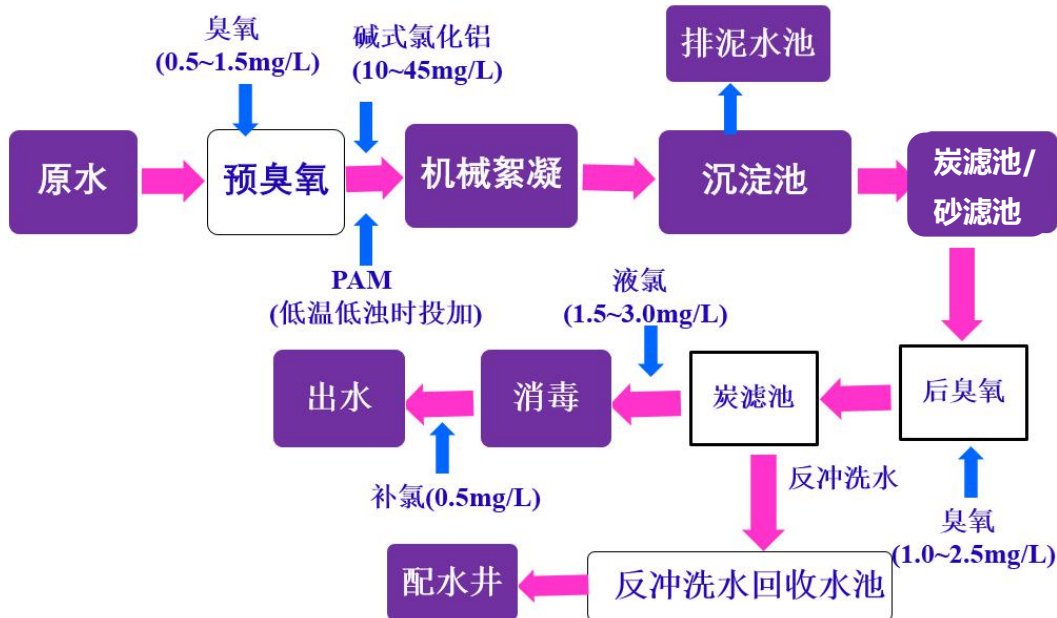 臭氧
(0.5~1.5mg/L)
碱式氯化铝
(10~45mg/L)
排泥水池
原水
预臭氧
机械絮凝
沉淀池
炭滤池/
砂滤池
PAM
(低温低浊时投加)
液氯
(1.5~3.0mg/L)
出水
消毒
炭滤池
后臭氧
补氯(0.5mg/L)
反冲洗水
臭氧
(1.0~2.5mg/L)
配水井
反冲洗水回收水池